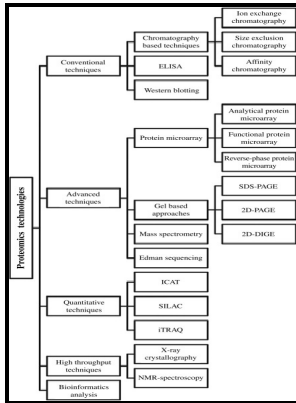 Proteomics technologies
Conventional
techniques
Chromatography
based techniques
Ion exchange
chromatography
Size exclusion
chromatography
Affinity
chromatography
ELISA
Western blotting
Advanced
techniques
Protein microarray
Analytical protein
microarray
Functional protein
microarray
Reverse-phase protein
microarray
Gel based
approaches
SDS-PAGE
2D-PAGE
2D-DIGE
Mass spectrometry
Edman sequencing
Quantitative
techniques
ICAT
SILAC
iTRAQ
High throughput
techniques
X-ray
crystallography
NMR-spectroscopy
Bioinformatics
analysis